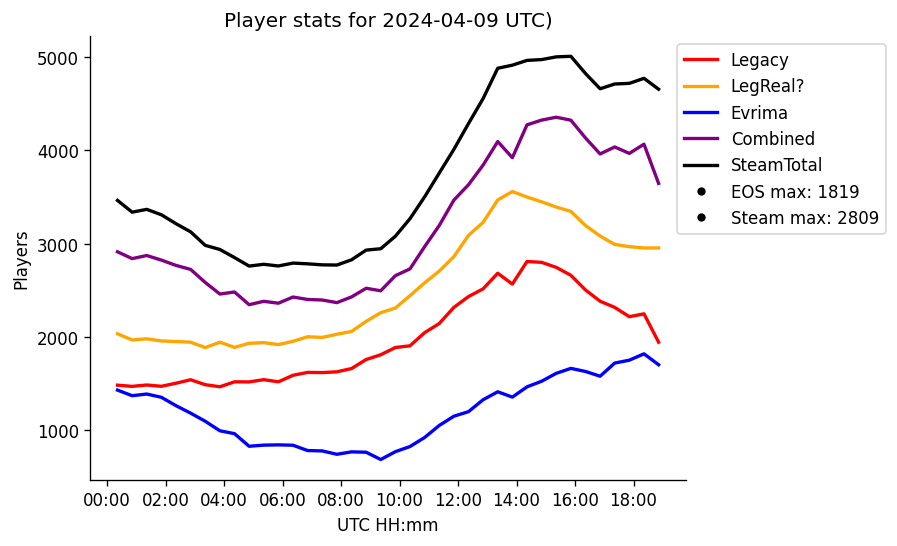 Player stats for 2024-04-09 UTC)
Players
5000
4000
3000
2000
1000
00:00 02:00 04:00 06:00 08:00 10:00 12:00 14:00 16:00 18:00
UTC HH:mm
Legacy
LegReal?
Evrima
Combined
SteamTotal
EOS max: 1819
Steam max: 2809